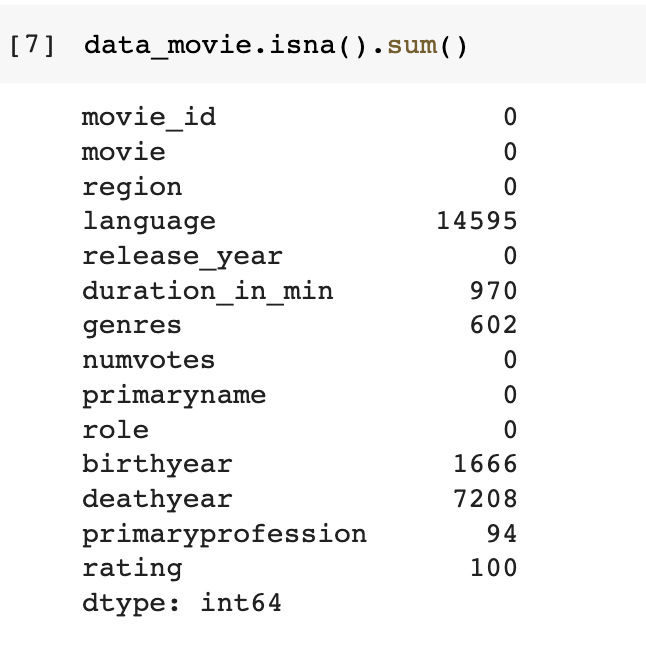 [7] data_movie.isna().sum()
movie_id 0
movie 0
region 0
language 14595
release_year 0
duration_in_min 970
genres 602
numvotes 0
primaryname 0
role 0
birthyear 1666
deathyear 7208
primaryprofession 94
rating 100
dtype: int64